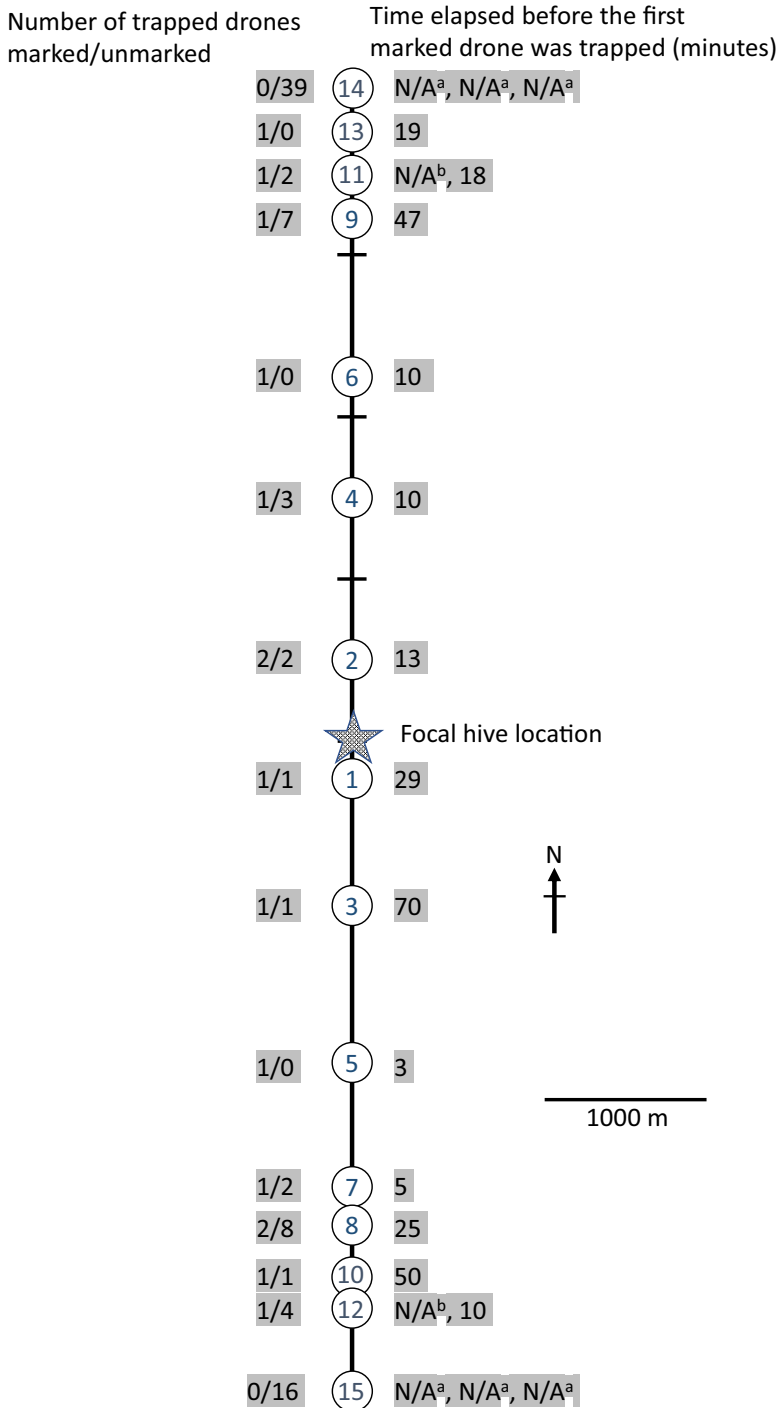 Number of trapped drones
marked/unmarked
Time elapsed before the first
marked drone was trapped (minutes)
0/39 14 N/Aᵃ, N/Aᵃ, N/Aᵃ
1/0 13 19
1/2 11 N/Aᵇ, 18
1/7 9 47
1/0 6 10
1/3 4 10
2/2 2 13
Focal hive location
1/1 1 29
N
1/1 3 70
1/0 5 3
1000 m
1/2 7 5
2/8 8 25
1/1 10 50
1/4 12 N/Aᵇ, 10
0/16 15 N/Aᵃ, N/Aᵃ, N/Aᵃ